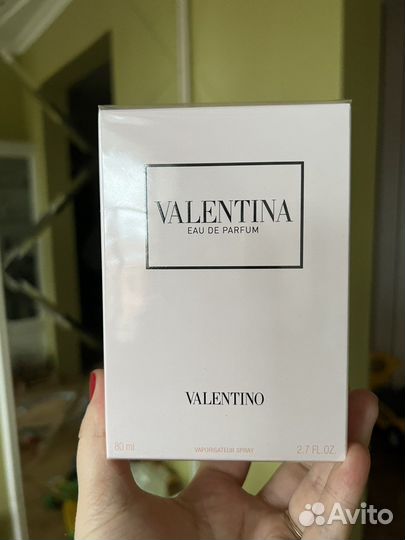 VALENTINA
EAU DE PARFUM
VALENTINO
80 ml VAPORISATEUR SPRAY 2.7 FL.OZ.
Avito